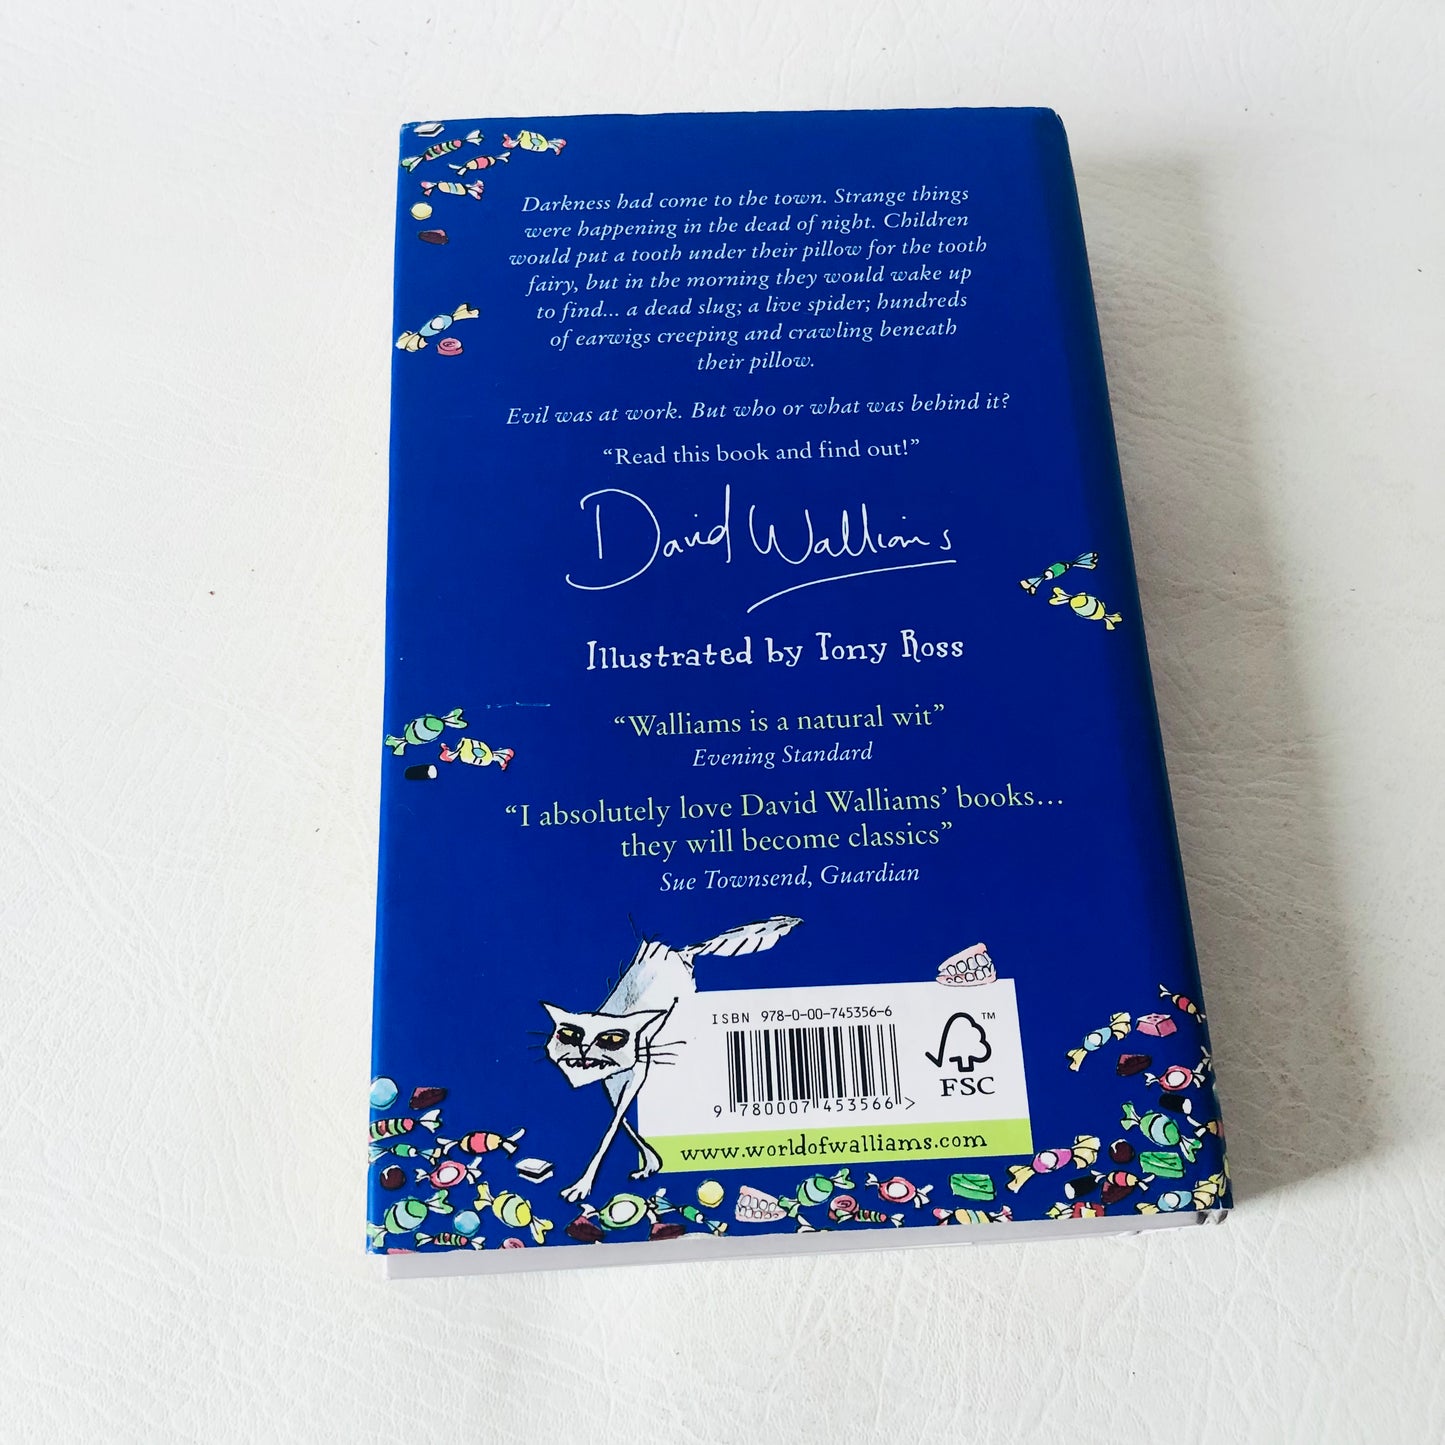 Darkness had come to the town. Strange things
were happening in the dead of night. Children
would put a tooth under their pillow for the tooth
fairy, but in the morning they would wake up
to find... a dead slug; a live spider; hundreds
of earwigs creeping and crawling beneath
their pillow.
Evil was at work. But who or what was behind it?
“Read this book and find out!”
David Walliams
Illustrated by Tony Ross
“Walliams is a natural wit”
Evening Standard
“I absolutely love David Walliams’ books...
they will become classics”
Sue Townsend, Guardian
ISBN 978-0-00-745356-6
9 780007 453566 >
FSC™
www.worldofwalliams.com